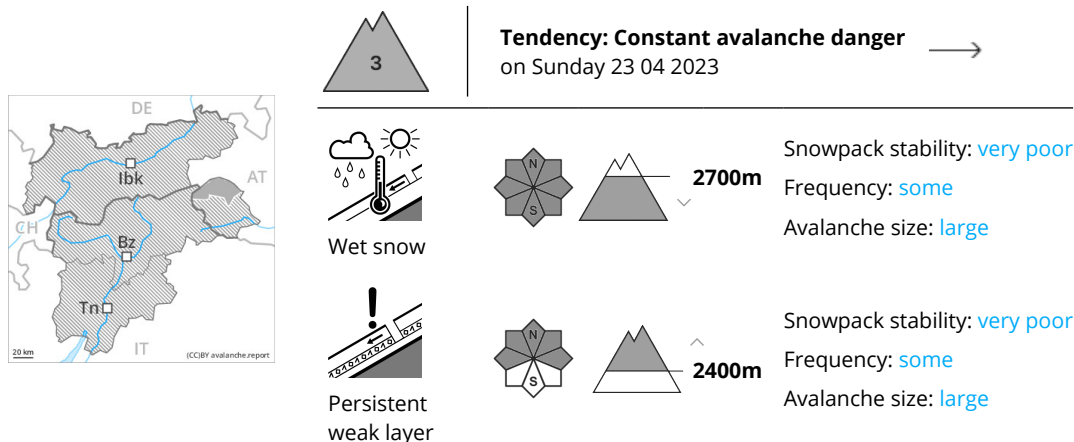 3
Tendency: Constant avalanche danger
on Sunday 23 04 2023
DE
Ibk
AT
CH
Bz
Tn
IT
20 km
(CC)BY avalanche.report
Wet snow
N
S
2700m
Snowpack stability: very poor
Frequency: some
Avalanche size: large
Persistent
weak layer
N
S
2400m
Snowpack stability: very poor
Frequency: some
Avalanche size: large